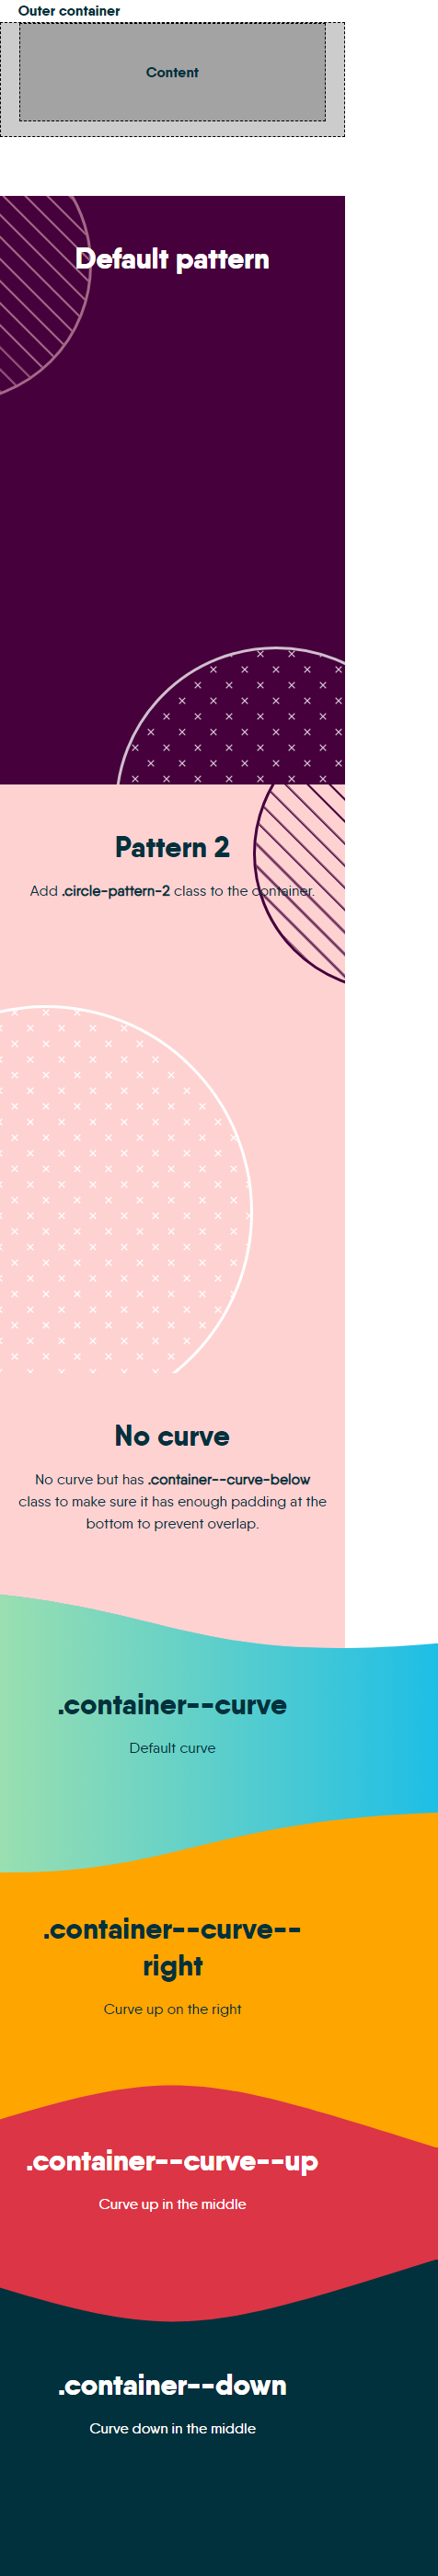 Outer container
Content
Default pattern
Pattern 2
Add .circle-pattern-2 class to the container.
No curve
No curve but has .container--curve-below
class to make sure it has enough padding at the
bottom to prevent overlap.
.container--curve
Default curve
.container--curve--
right
Curve up on the right
.container--curve--up
Curve up in the middle
.container--down
Curve down in the middle